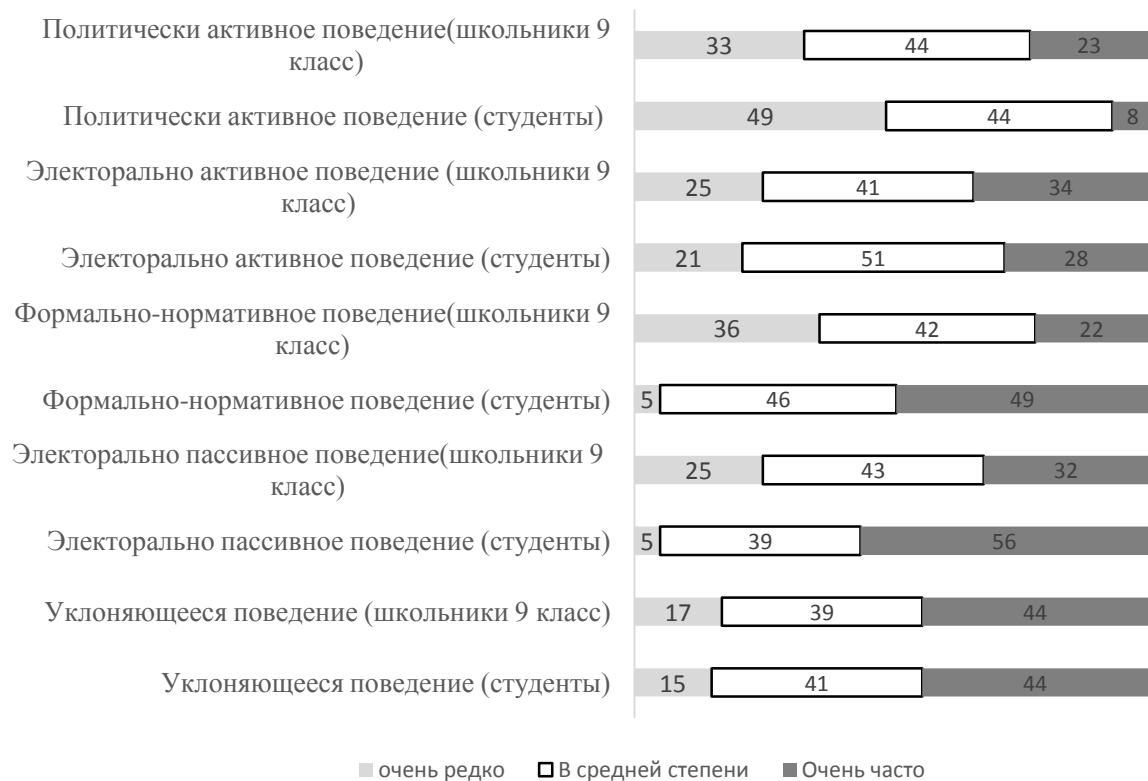 Политически активное поведение(школьники 9
класс)
33 44 23
Политически активное поведение (студенты)
49 44 8
Электорально активное поведение (школьники 9
класс)
25 41 34
Электорально активное поведение (студенты)
21 51 28
Формально-нормативное поведение(школьники 9
класс)
36 42 22
Формально-нормативное поведение (студенты)
5 46 49
Электорально пассивное поведение(школьники 9
класс)
25 43 32
Электорально пассивное поведение (студенты)
5 39 56
Уклоняющееся поведение (школьники 9 класс)
17 39 44
Уклоняющееся поведение (студенты)
15 41 44
очень редко В средней степени Очень часто